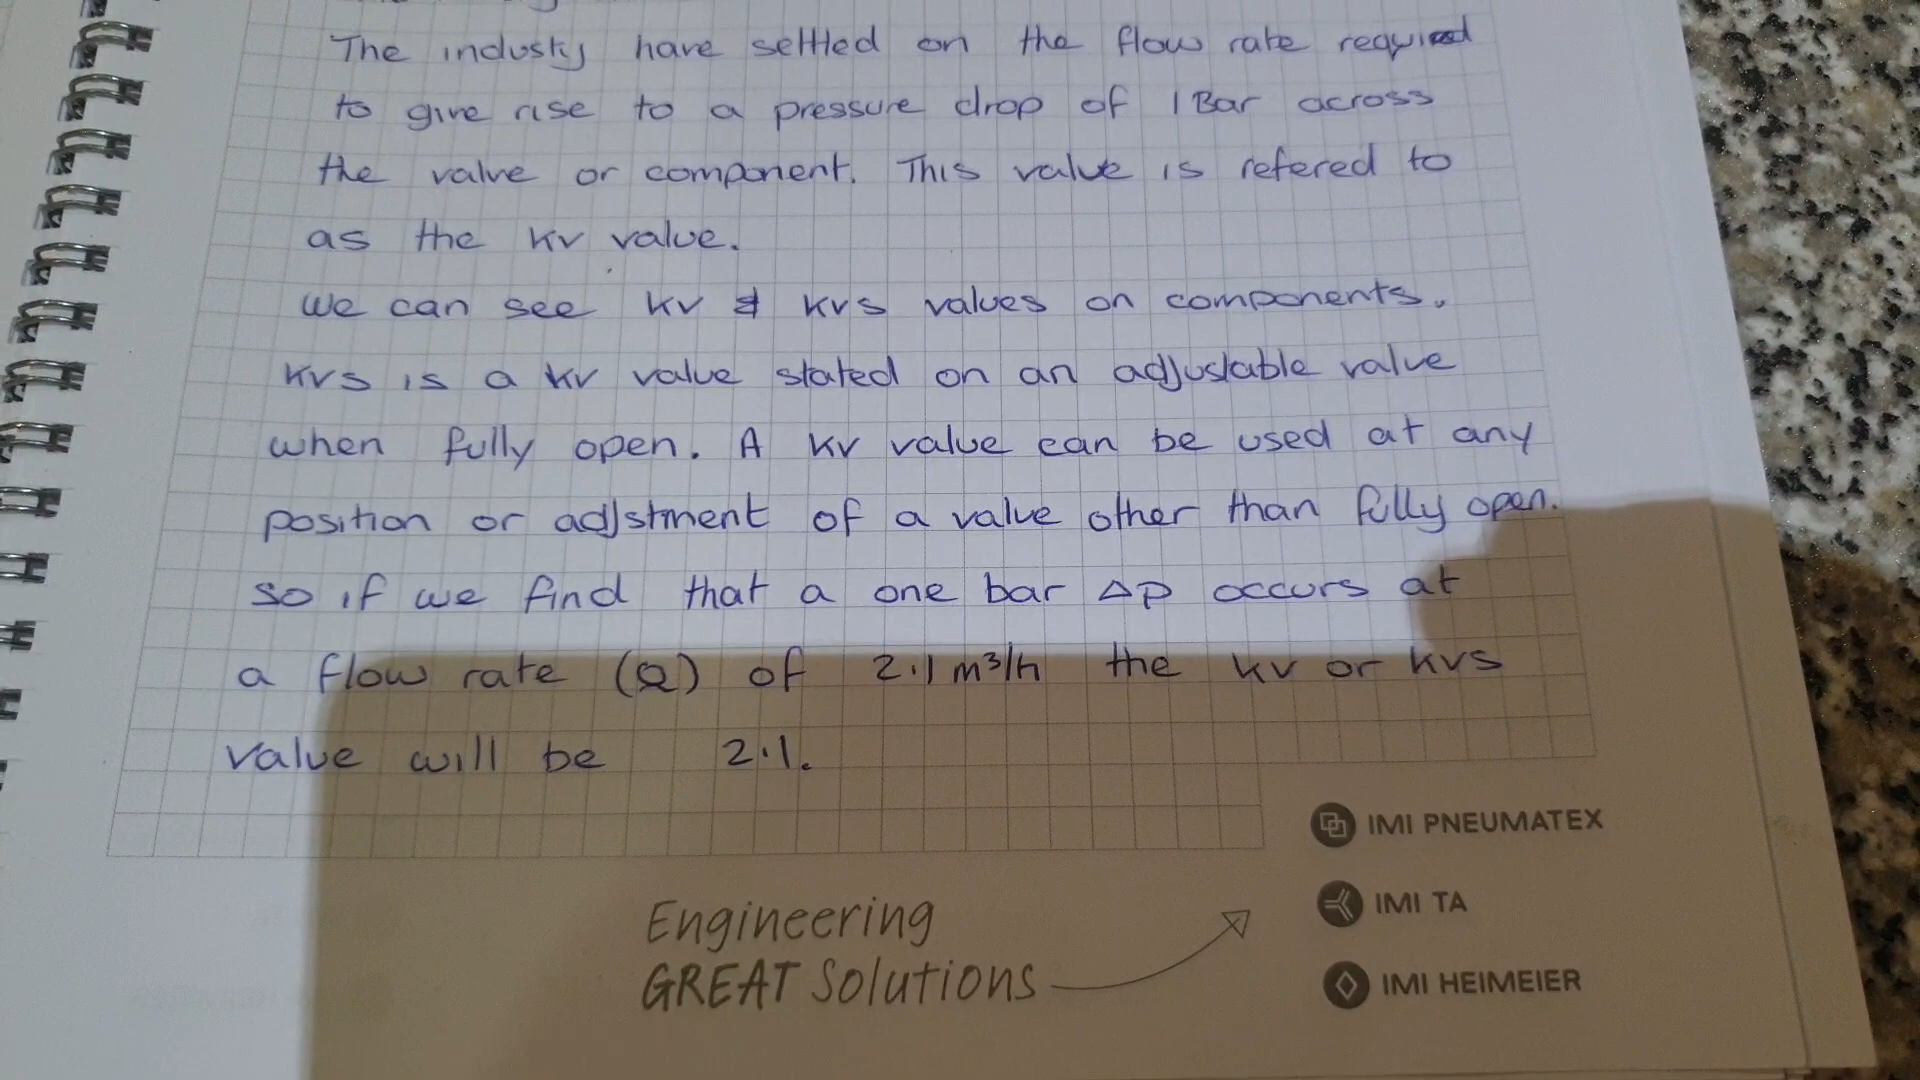 The industy have settled on the flow rate required
to give rise to a pressure drop of 1 Bar across
the valve or component. This value is refered to
as the kv value.
We can see kv & kvs values on components.
Kvs is a kv value stated on an adjustable valve
when fully open. A kv value can be used at any
position or adjstment of a valve other than fully open.
so if we find that a one bar ΔP occurs at
a flow rate (Q) of 2.1 m³/h the kv or kvs
value will be 2.1.
IMI PNEUMATEX
IMI TA
IMI HEIMEIER
Engineering
GREAT Solutions